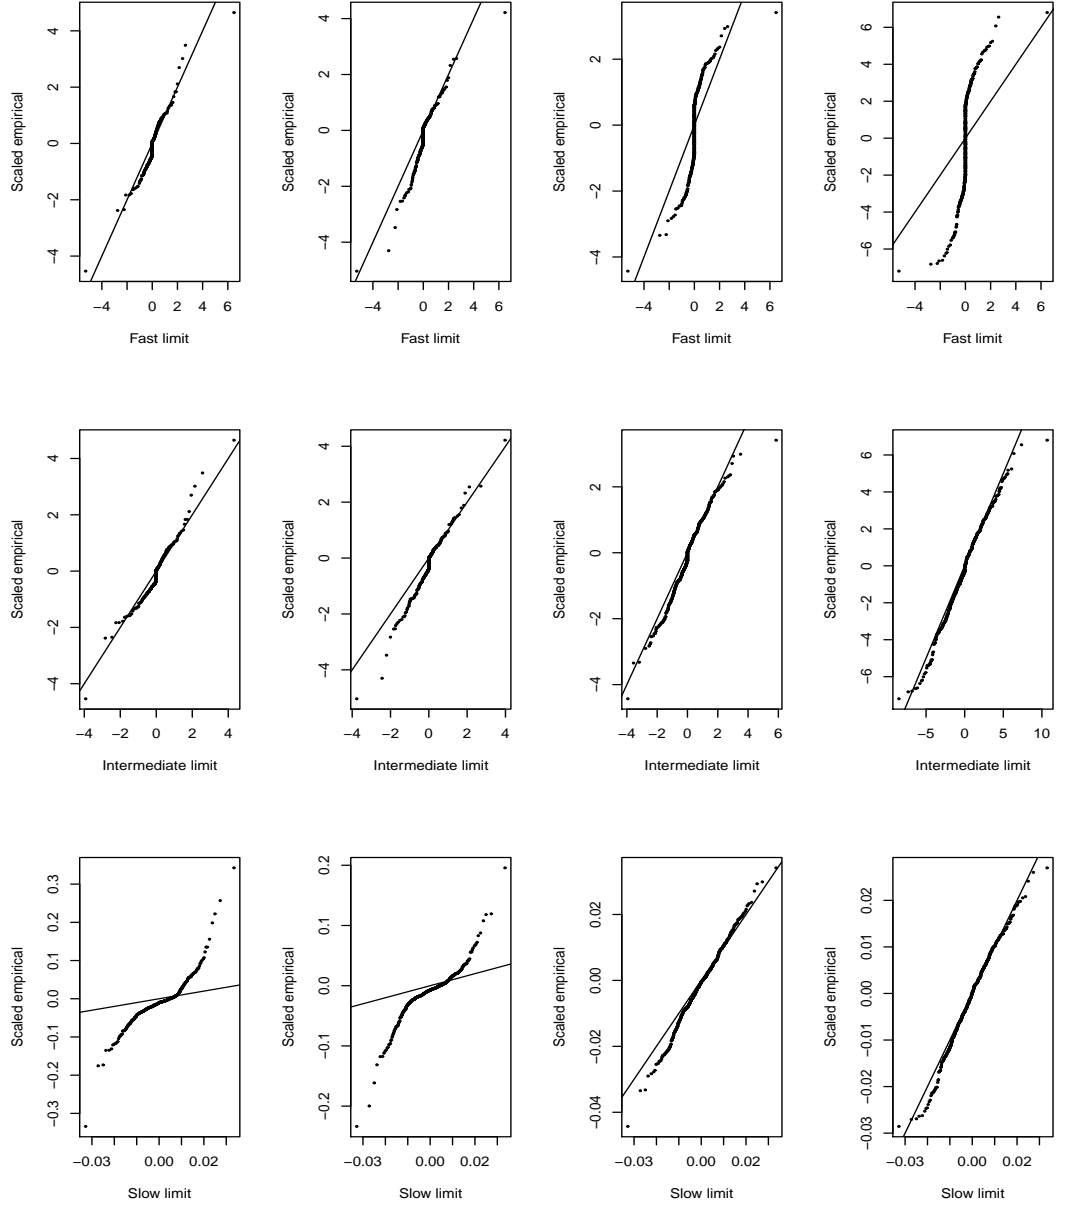 Scaled empirical
−4 −2 0 2 4
−4 0 2 4 6
Fast limit
Scaled empirical
−4 −2 0 2 4
−4 0 2 4 6
Fast limit
Scaled empirical
−4 −2 0 2
−4 0 2 4 6
Fast limit
Scaled empirical
−6 −4 −2 0 2 4 6
−4 0 2 4 6
Fast limit
Scaled empirical
−4 −2 0 2 4
−4 −2 0 2 4
Intermediate limit
Scaled empirical
−4 −2 0 2 4
−4 −2 0 2 4
Intermediate limit
Scaled empirical
−4 −2 0 2
−4 −2 0 2 4 6
Intermediate limit
Scaled empirical
−6 −4 −2 0 2 4 6
−5 0 5 10
Intermediate limit
Scaled empirical
−0.3 −0.2 −0.1 0.0 0.1 0.2 0.3
−0.03 0.00 0.02
Slow limit
Scaled empirical
−0.2 −0.1 0.0 0.1 0.2
−0.03 0.00 0.02
Slow limit
Scaled empirical
−0.04 −0.02 0.00 0.02
−0.03 0.00 0.02
Slow limit
Scaled empirical
−0.03 −0.02 −0.01 0.00 0.01 0.02
−0.03 0.00 0.02
Slow limit